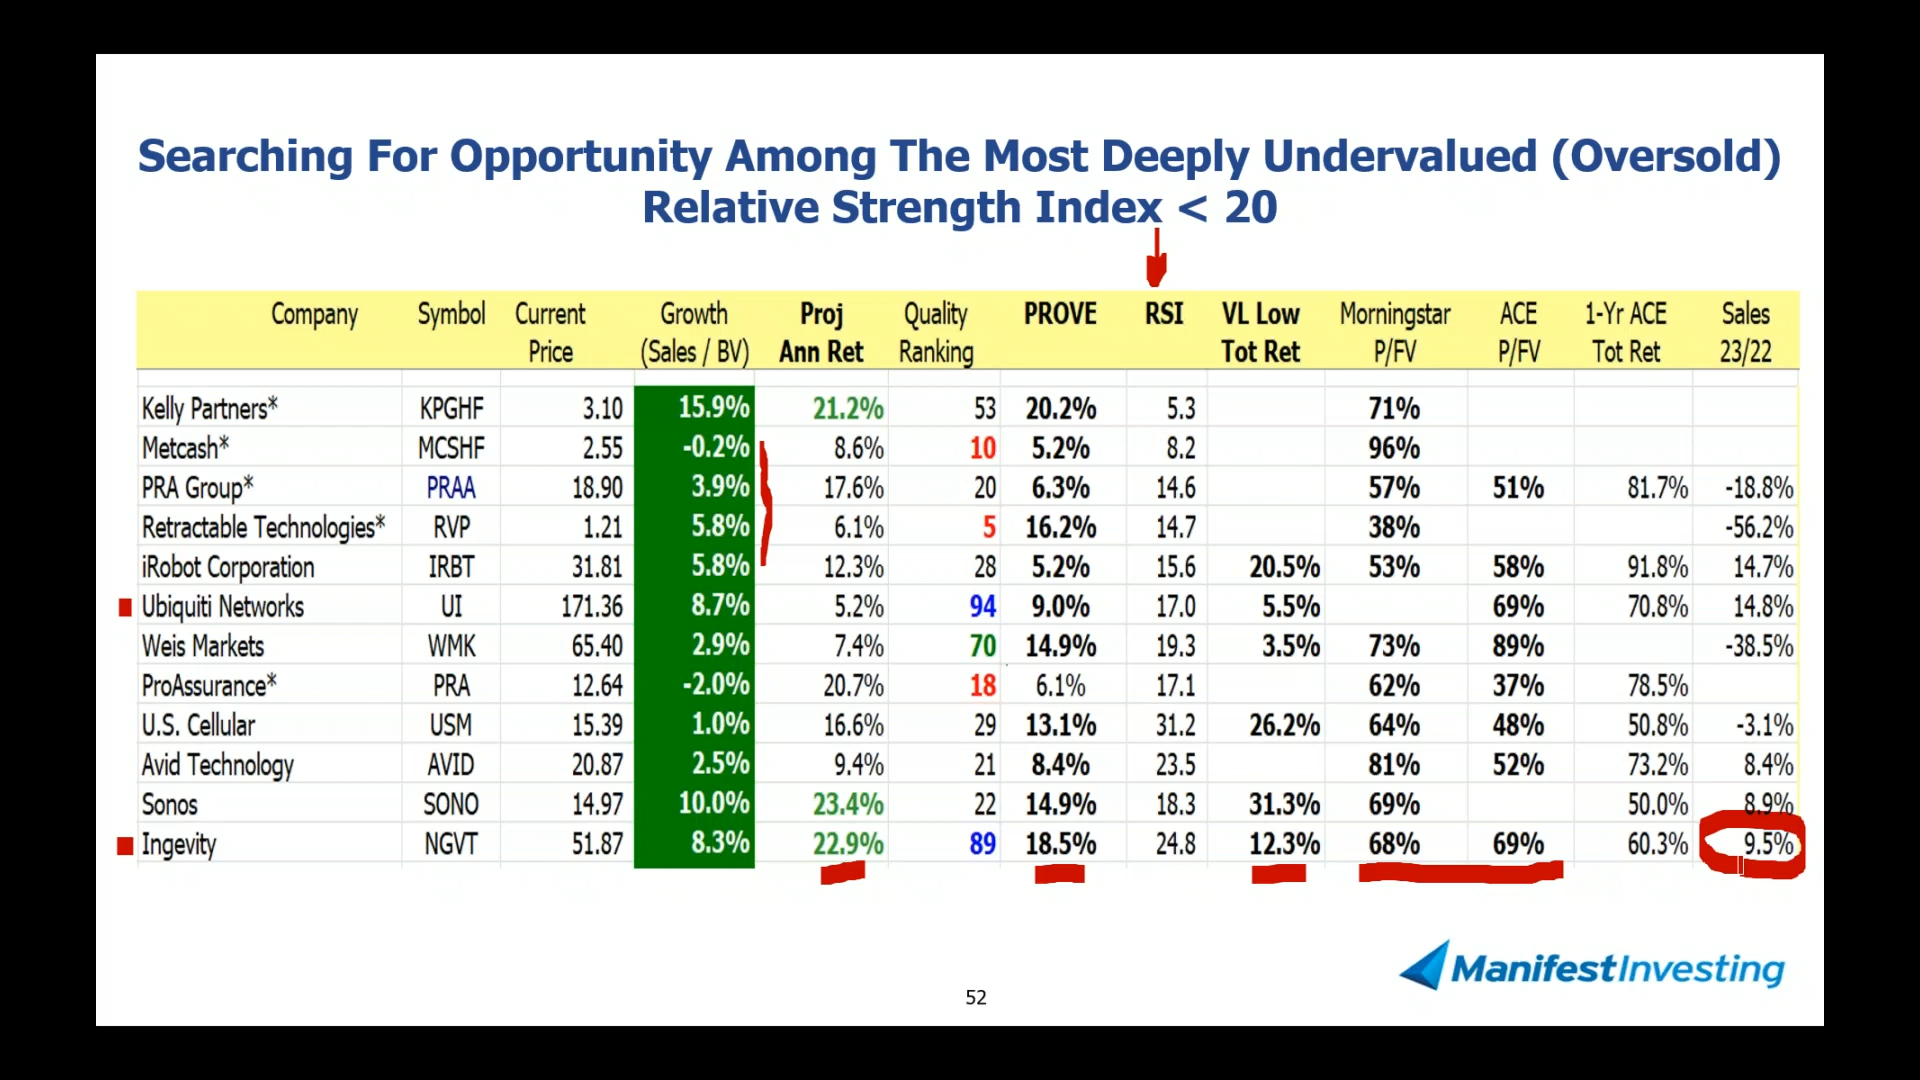 Searching For Opportunity Among The Most Deeply Undervalued (Oversold)
Relative Strength Index < 20
Company Symbol Current Price Growth (Sales / BV) Proj Ann Ret Quality Ranking PROVE RSI VL Low Tot Ret Morningstar P/FV ACE P/FV 1-Yr ACE Tot Ret Sales 23/22
Kelly Partners* KPGHF 3.10 15.9% 21.2% 53 20.2% 5.3 71%
Metcash* MCSHF 2.55 -0.2% 8.6% 10 5.2% 8.2 96%
PRA Group* PRAA 18.90 3.9% 17.6% 20 6.3% 14.6 57% 51% 81.7% -18.8%
Retractable Technologies* RVP 1.21 5.8% 6.1% 5 16.2% 14.7 38% -56.2%
iRobot Corporation IRBT 31.81 5.8% 12.3% 28 5.2% 15.6 20.5% 53% 58% 91.8% 14.7%
Ubiquiti Networks UI 171.36 8.7% 5.2% 94 9.0% 17.0 5.5% 69% 70.8% 14.8%
Weis Markets WMK 65.40 2.9% 7.4% 70 14.9% 19.3 3.5% 73% 89% -38.5%
ProAssurance* PRA 12.64 -2.0% 20.7% 18 6.1% 17.1 62% 37% 78.5%
U.S. Cellular USM 15.39 1.0% 16.6% 29 13.1% 31.2 26.2% 64% 48% 50.8% -3.1%
Avid Technology AVID 20.87 2.5% 9.4% 21 8.4% 23.5 81% 52% 73.2% 8.4%
Sonos SONO 14.97 10.0% 23.4% 22 14.9% 18.3 31.3% 69% 50.0% 8.9%
Ingevity NGVT 51.87 8.3% 22.9% 89 18.5% 24.8 12.3% 68% 69% 60.3% 9.5%
ManifestInvesting
52